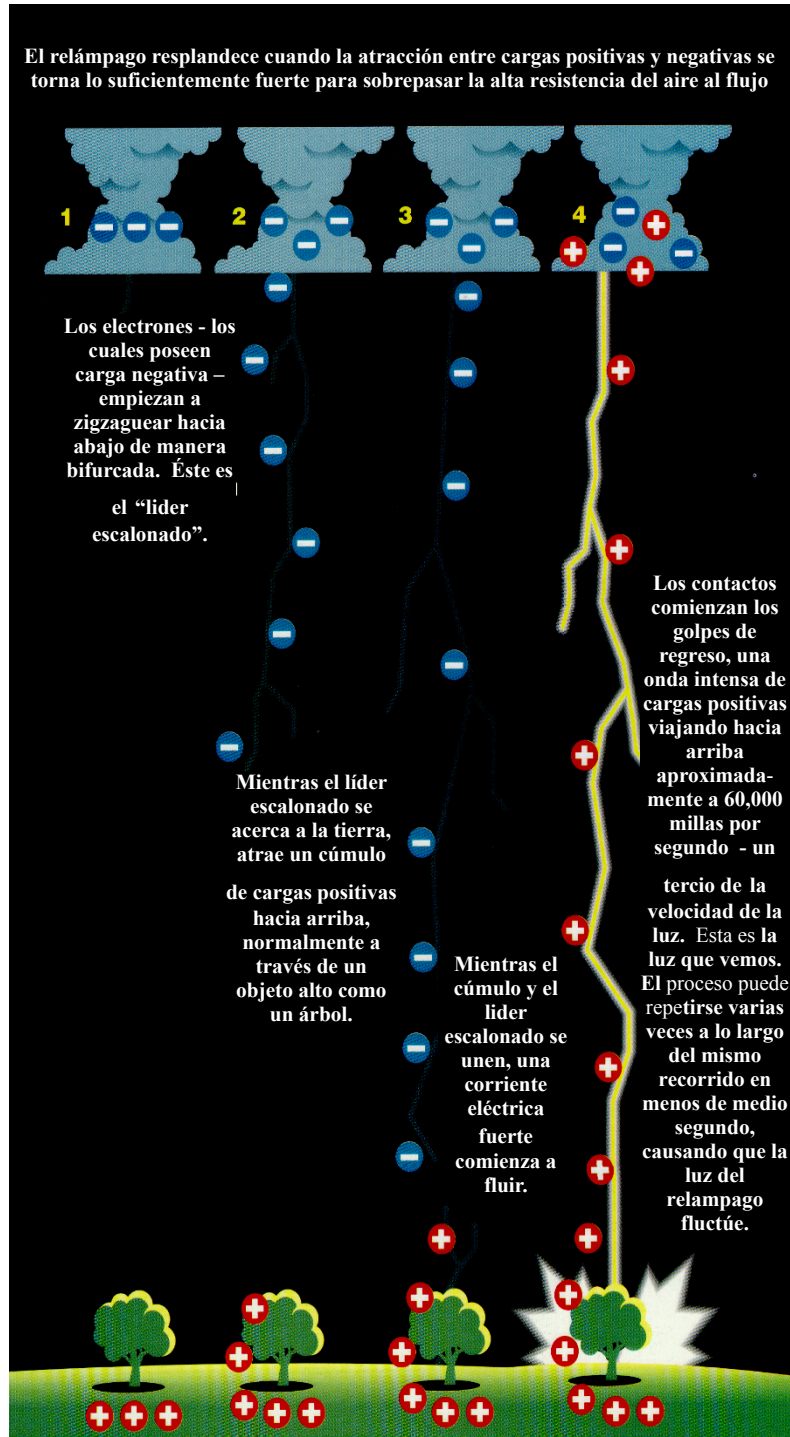 El relámpago resplandece cuando la atracción entre cargas positivas y negativas se
torna lo suficientemente fuerte para sobrepasar la alta resistencia del aire al flujo
1
2
3
4
Los electrones - los
cuales poseen
carga negativa –
empiezan a
zigzaguear hacia
abajo de manera
bifurcada. Éste es
el “lider
escalonado”.
Mientras el líder
escalonado se
acerca a la tierra,
atrae un cúmulo
de cargas positivas
hacia arriba,
normalmente a
través de un
objeto alto como
un árbol.
Mientras el
cúmulo y el
lider
escalonado se
unen, una
corriente
eléctrica
fuerte
comienza a
fluir.
Los contactos
comienzan los
golpes de
regreso, una
onda intensa de
cargas positivas
viajando hacia
arriba
aproximada-
mente a 60,000
millas por
segundo - un
tercio de la
velocidad de la
luz. Esta es la
luz que vemos.
El proceso puede
repetirse varias
veces a lo largo
del mismo
recorrido en
menos de medio
segundo,
causando que la
luz del
relampago
fluctúe.